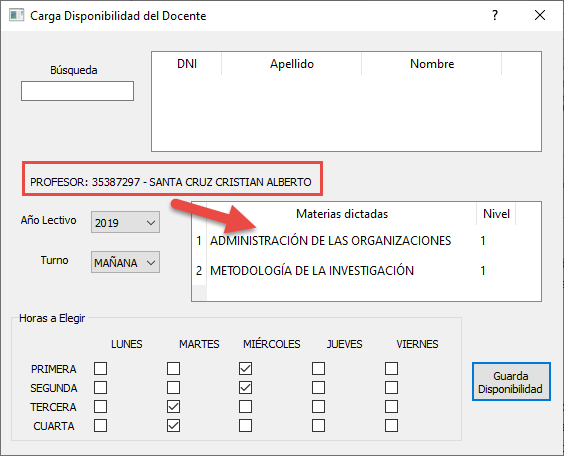 Carga Disponibilidad del Docente ?
Búsqueda
DNI Apellido Nombre
PROFESOR: 35387297 - SANTA CRUZ CRISTIAN ALBERTO
Año Lectivo 2019
Turno MAÑANA
Materias dictadas Nivel
1 ADMINISTRACIÓN DE LAS ORGANIZACIONES 1
2 METODOLOGÍA DE LA INVESTIGACIÓN 1
Horas a Elegir
LUNES MARTES MIÉRCOLES JUEVES VIERNES
PRIMERA
SEGUNDA
TERCERA
CUARTA
Guarda
Disponibilidad